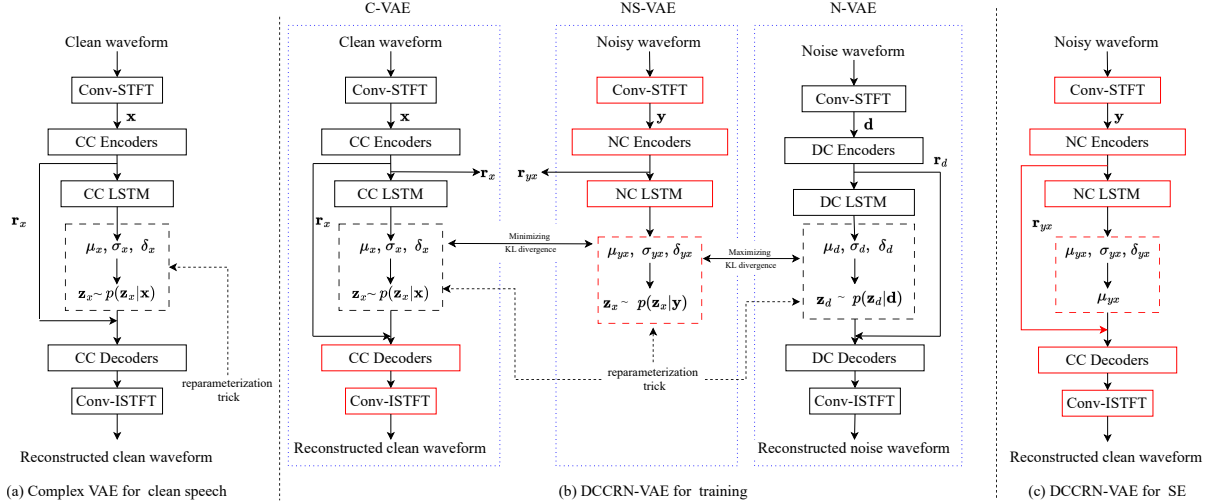 Clean waveform
Conv-STFT
x
CC Encoders
CC LSTM
r_x
μ_x, σ_x, δ_x
z_x ~ p(z_x|x)
CC Decoders
reparameterization
trick
Conv-ISTFT
Reconstructed clean waveform
(a) Complex VAE for clean speech
C-VAE
Clean waveform
Conv-STFT
x
CC Encoders
r_x
CC LSTM
r_x
μ_x, σ_x, δ_x
z_x ~ p(z_x|x)
CC Decoders
Conv-ISTFT
Reconstructed clean waveform
Minimizing
KL divergence
NS-VAE
Noisy waveform
Conv-STFT
y
NC Encoders
r_yx
NC LSTM
μ_yx, σ_yx, δ_yx
z_x ~ p(z_x|y)
reparameterization
trick
Maximizing
KL divergence
N-VAE
Noise waveform
Conv-STFT
d
DC Encoders
r_d
DC LSTM
μ_d, σ_d, δ_d
z_d ~ p(z_d|d)
DC Decoders
Conv-ISTFT
Reconstructed noise waveform
(b) DCCRN-VAE for training
Noisy waveform
Conv-STFT
y
NC Encoders
NC LSTM
r_yx
μ_yx, σ_yx, δ_yx
μ_yx
CC Decoders
Conv-ISTFT
Reconstructed clean waveform
(c) DCCRN-VAE for SE